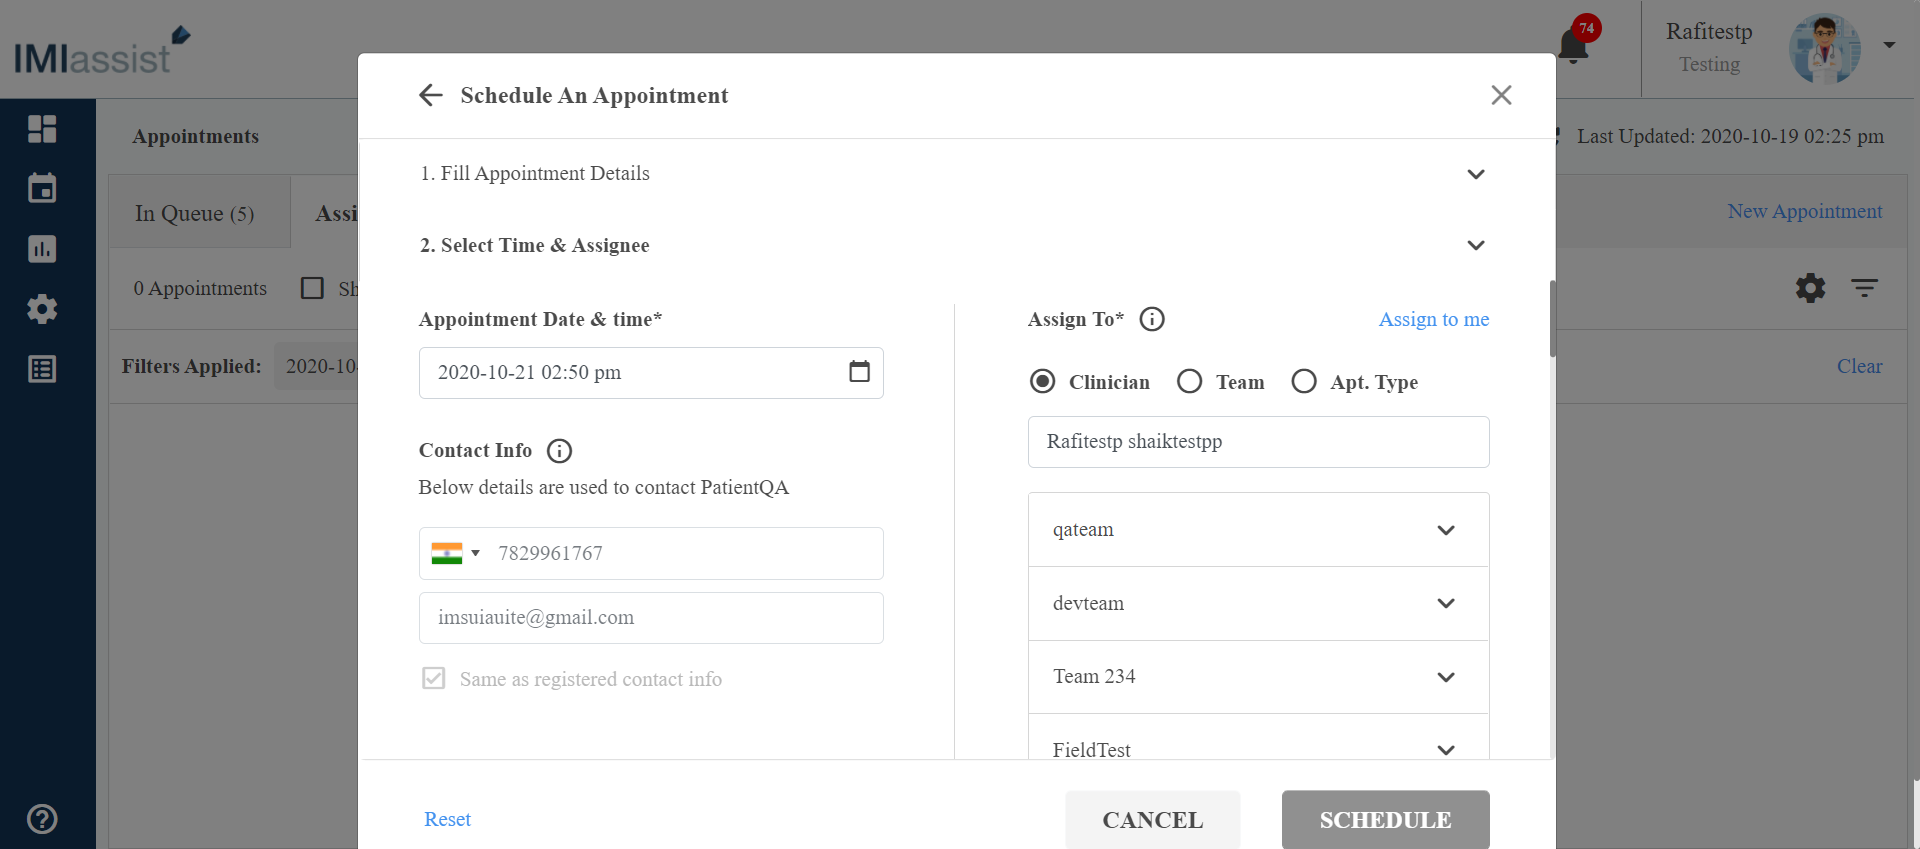 IMIassist
74
Rafitestp
Testing
Schedule An Appointment
Appointments
Last Updated: 2020-10-19 02:25 pm
1. Fill Appointment Details
In Queue (5)
Assi
New Appointment
2. Select Time & Assignee
0 Appointments
Sh
Appointment Date & time*
Assign To*
Assign to me
Filters Applied:
2020-10-
2020-10-21 02:50 pm
Clear
Clinician
Team
Apt. Type
Rafitestp shaiktestpp
Contact Info
Below details are used to contact PatientQA
qateam
7829961767
devteam
imsuiauite@gmail.com
Same as registered contact info
Team 234
FieldTest
Reset
CANCEL
SCHEDULE